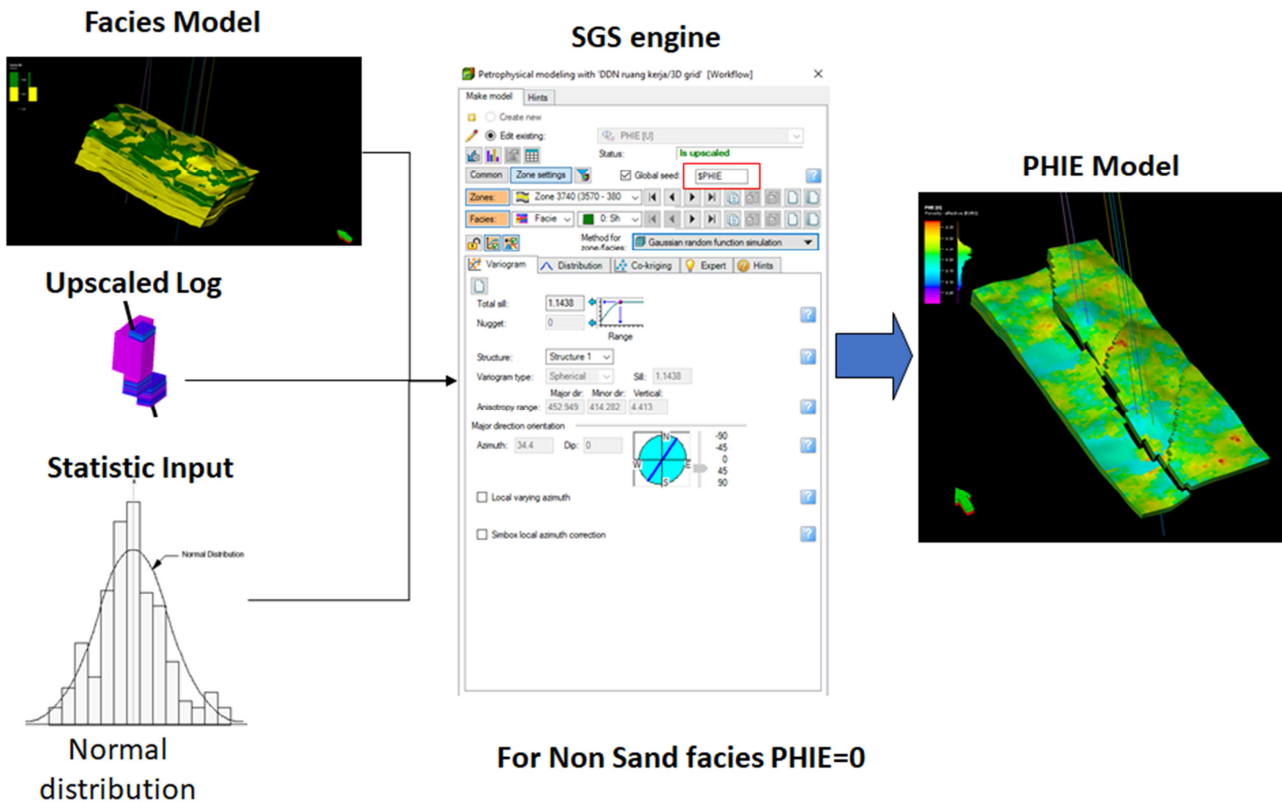 Facies Model
SGS engine
Petrophysical modeling with 'DDN ruang kerja/3D grid' [Workflow]
Make model Hints
Create new
Edit existing: PHIE [U]
Status: Is upscaled
Common Zone settings Global seed: $PHIE
Zones: Zone 3740 (3570 - 380
Facies: Facie 0: Sh
Method for
zone/facies: Gaussian random function simulation
Variogram Distribution Co-kriging Expert Hints
Total sill: 1.1438
Nugget: 0
Range
Structure: Structure 1
Variogram type: Spherical Sill: 1.1438
Major dir: Minor dir: Vertical:
Anisotropy range: 452.949 414.282 4.413
Major direction orientation
Azimuth: 34.4 Dip: 0
N
W E
S
-90
-45
0
45
90
Local varying azimuth
Simbox local azimuth correction
Upscaled Log
Statistic Input
Normal Distribution
Normal
distribution
For Non Sand facies PHIE=0
PHIE Model